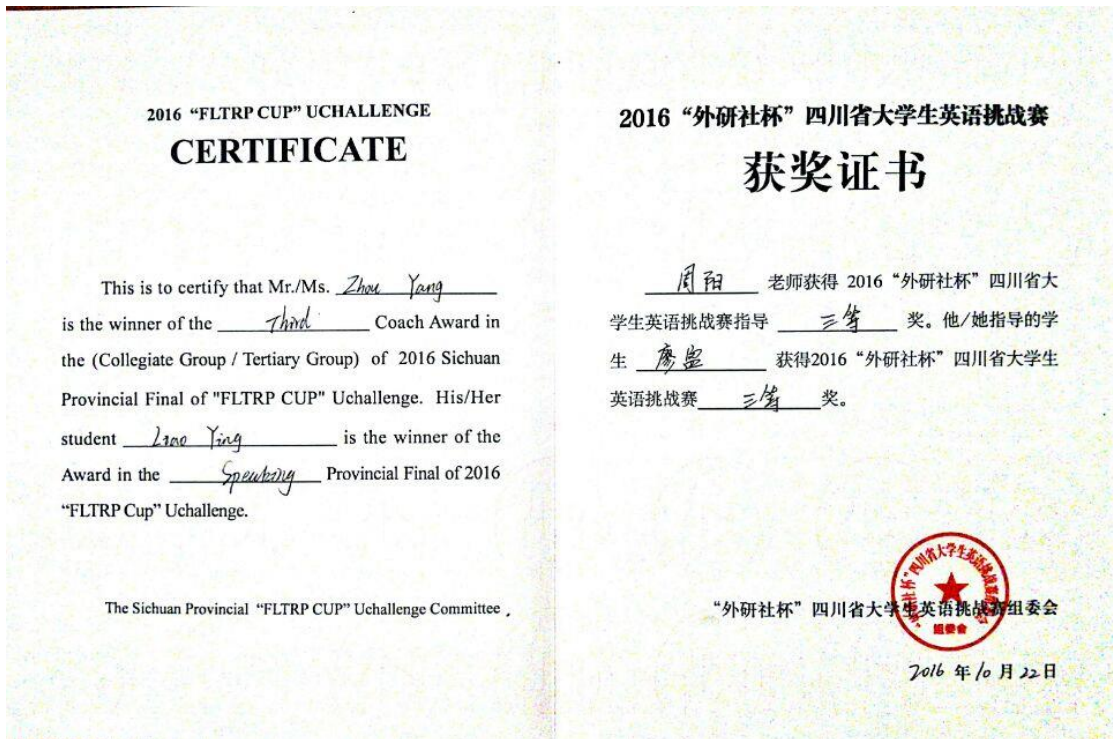 2016 “FLTRP CUP” UCHALLENGE
CERTIFICATE
This is to certify that Mr./Ms. Zhou Yang
is the winner of the Third Coach Award in
the (Collegiate Group / Tertiary Group) of 2016 Sichuan
Provincial Final of "FLTRP CUP" Uchallenge. His/Her
student Liao Ying is the winner of the
Award in the Speaking Provincial Final of 2016
“FLTRP Cup” Uchallenge.
The Sichuan Provincial “FLTRP CUP” Uchallenge Committee
2016“外研社杯”四川省大学生英语挑战赛
获奖证书
周阳 老师获得 2016“外研社杯”四川省大
学生英语挑战赛指导 三等 奖。他/她指导的学
生 廖 获得2016“外研社杯”四川省大学生
英语挑战赛 三等 奖。
“外研社杯”四川省大学生英语挑战赛组委会
组委会
2016 年 10 月 22 日